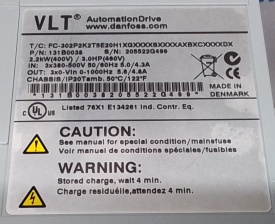 VLT® AutomationDrive
www.danfoss.com
T/C: FC-302P2K2T5E20H1XGXXXXSXXXXAXBXCXXXXDX
2.2kW(400V) / 3.0HP(460V)
P/N: 131B0038 S/N: 205522Q499
IN: 3x380-500V 50/60Hz 5.0/4.3A
OUT: 3x0-Vin 0-1000Hz 5.6/4.8A
CHASSIS / IP20 Tamb. 50°C/122°F
MADE IN
DENMARK
*131B0038205522Q499*
Listed 76X1 E134261 Ind. Contr. Eq.
CAUTION:
See manual for special condition/mains fuse
Voir manual de conditions spéciales/fusibles
WARNING:
Stored charge, wait 4 min.
Charge residuelle, attendez 4 min.